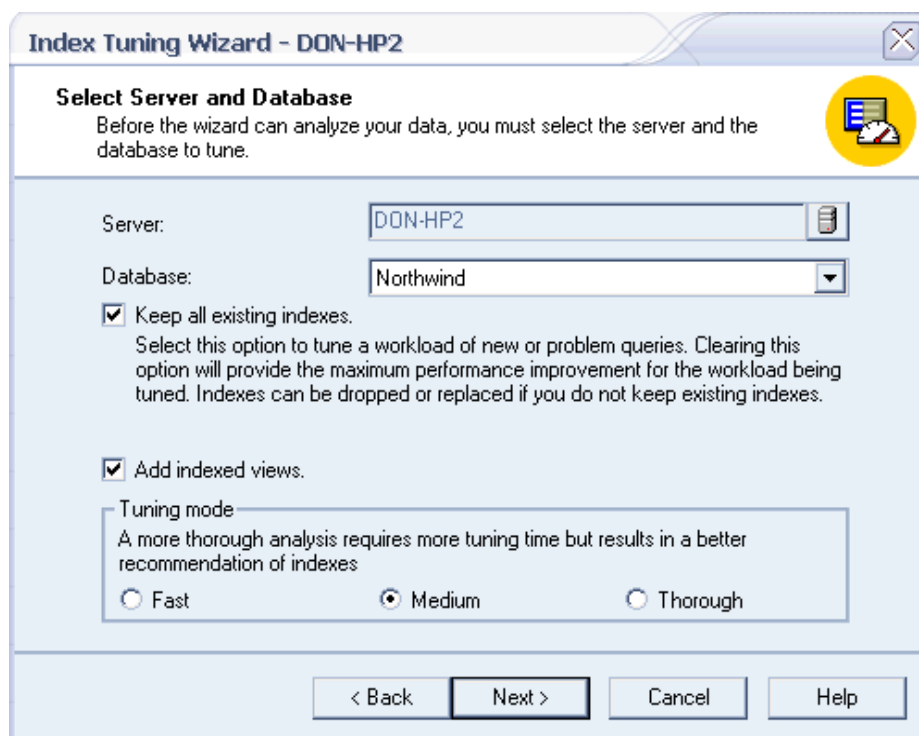 Index Tuning Wizard - DON-HP2
Select Server and Database
Before the wizard can analyze your data, you must select the server and the
database to tune.
Server:
DON-HP2
Database:
Northwind
Keep all existing indexes.
Select this option to tune a workload of new or problem queries. Clearing this
option will provide the maximum performance improvement for the workload being
tuned. Indexes can be dropped or replaced if you do not keep existing indexes.
Add indexed views.
Tuning mode
A more thorough analysis requires more tuning time but results in a better
recommendation of indexes
Fast Medium Thorough
< Back Next > Cancel Help